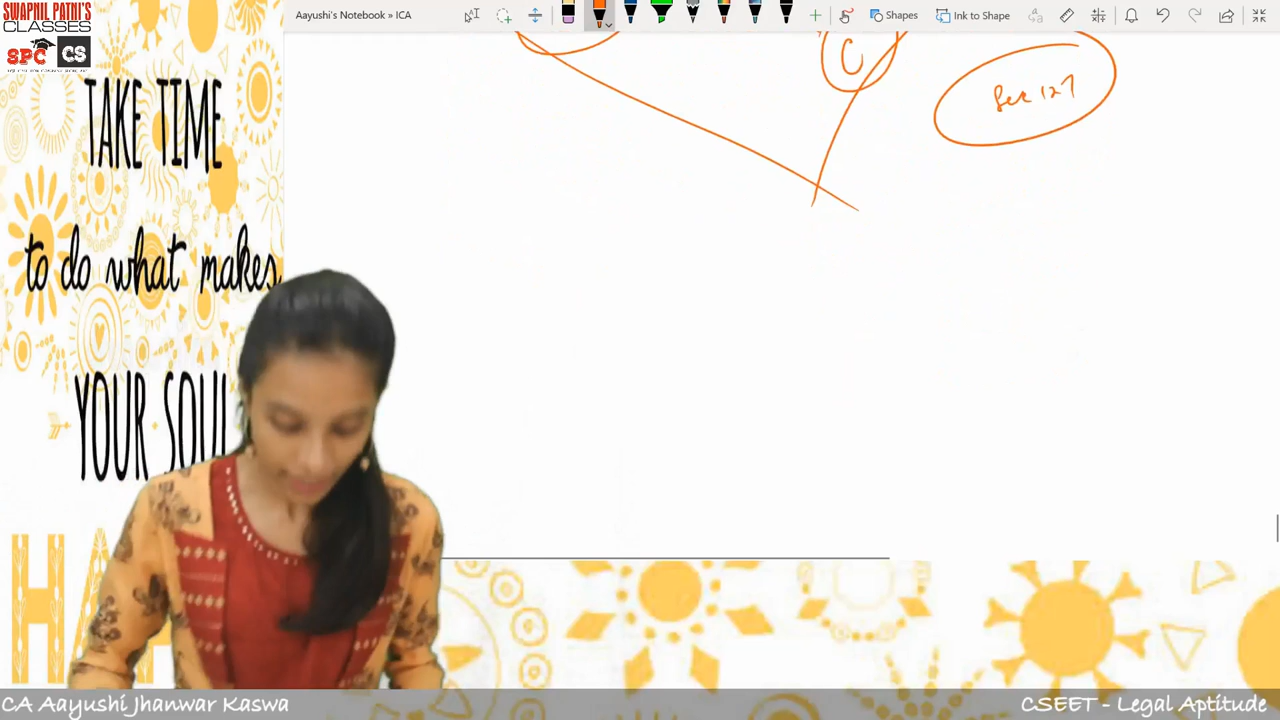 SWAPNIL PATNI'S
CLASSES
SPC CS
Aayushi's Notebook » ICA
Shapes
Ink to Shape
C
Sec 127
TAKE TIME
to do what makes
YOUR SOUL
HA
CA Aayushi Jhanwar Kaswa
CSEET - Legal Aptitude